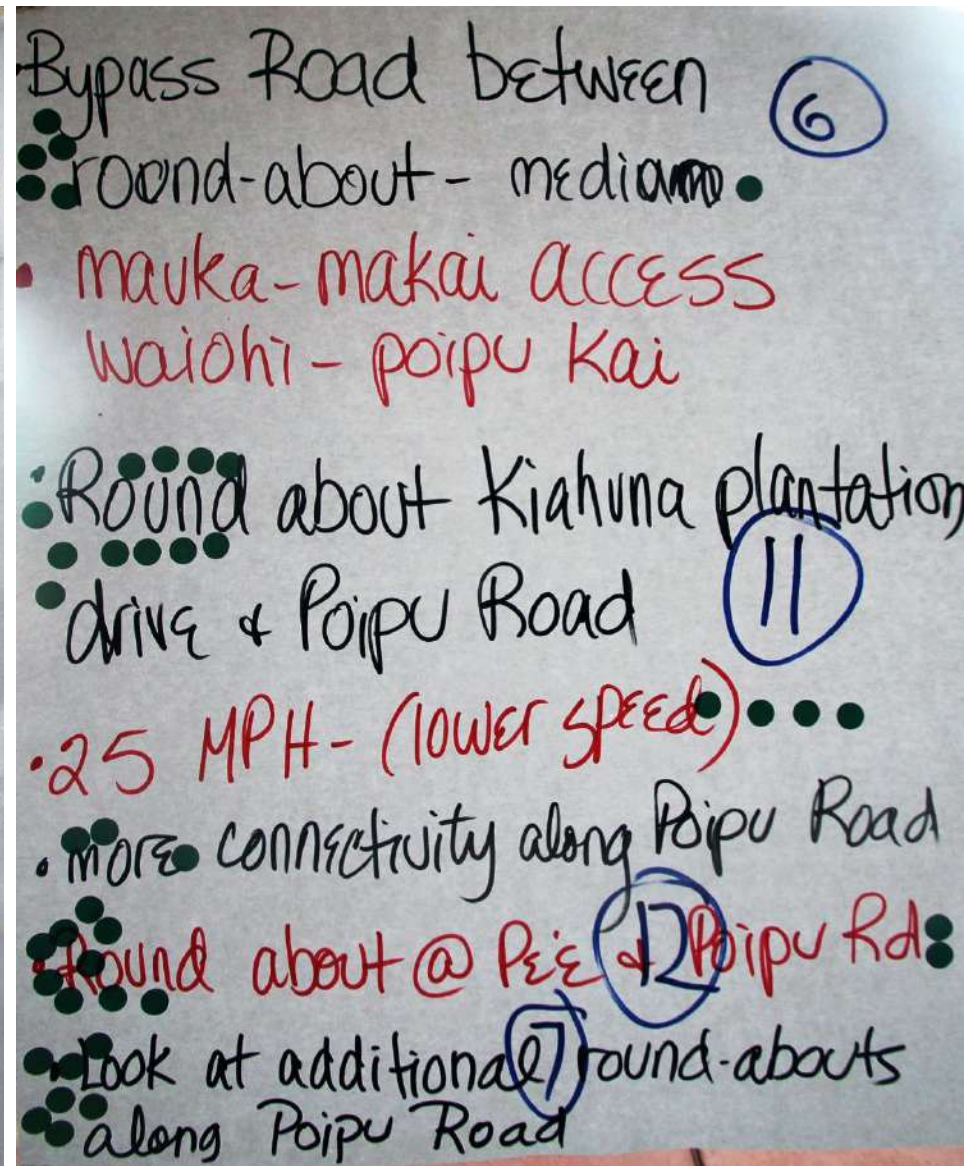 Bypass Road between
6
round-about - median
• mauka - makai access
waiohi - poipu Kai
• Round about Kiahuna plantation
drive & Poipu Road
11
• 25 MPH - (lower speed)
• more connectivity along Poipu Road
• Round about @ Pe'e & Poipu Rd
12
• Look at additional round-abouts
7
along Poipu Road